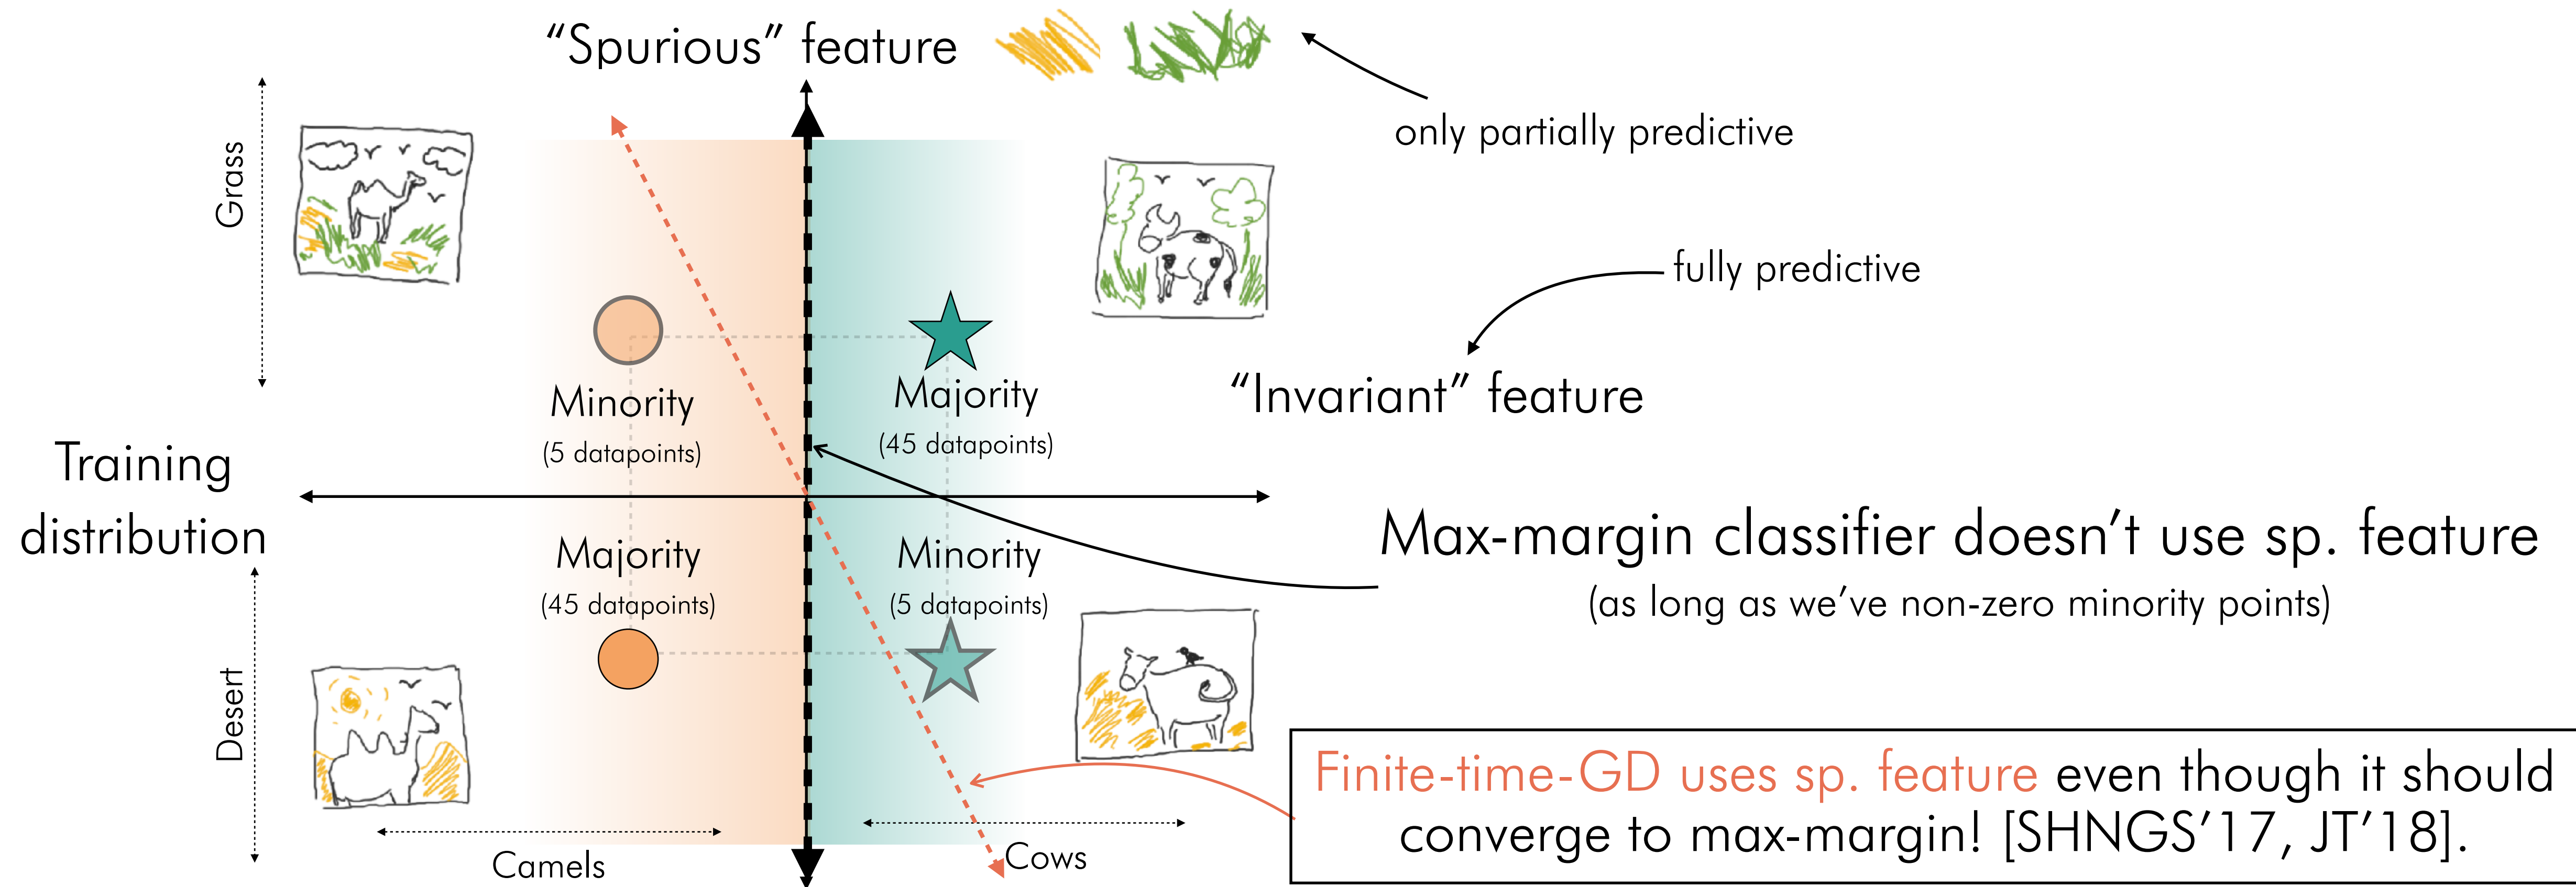 “Spurious” feature
only partially predictive
Grass
fully predictive
“Invariant” feature
Minority
(5 datapoints)
Majority
(45 datapoints)
Training
distribution
Max-margin classifier doesn’t use sp. feature
(as long as we’ve non-zero minority points)
Majority
(45 datapoints)
Minority
(5 datapoints)
Desert
Finite-time-GD uses sp. feature even though it should
converge to max-margin! [SHNGS’17, JT’18].
Camels
Cows